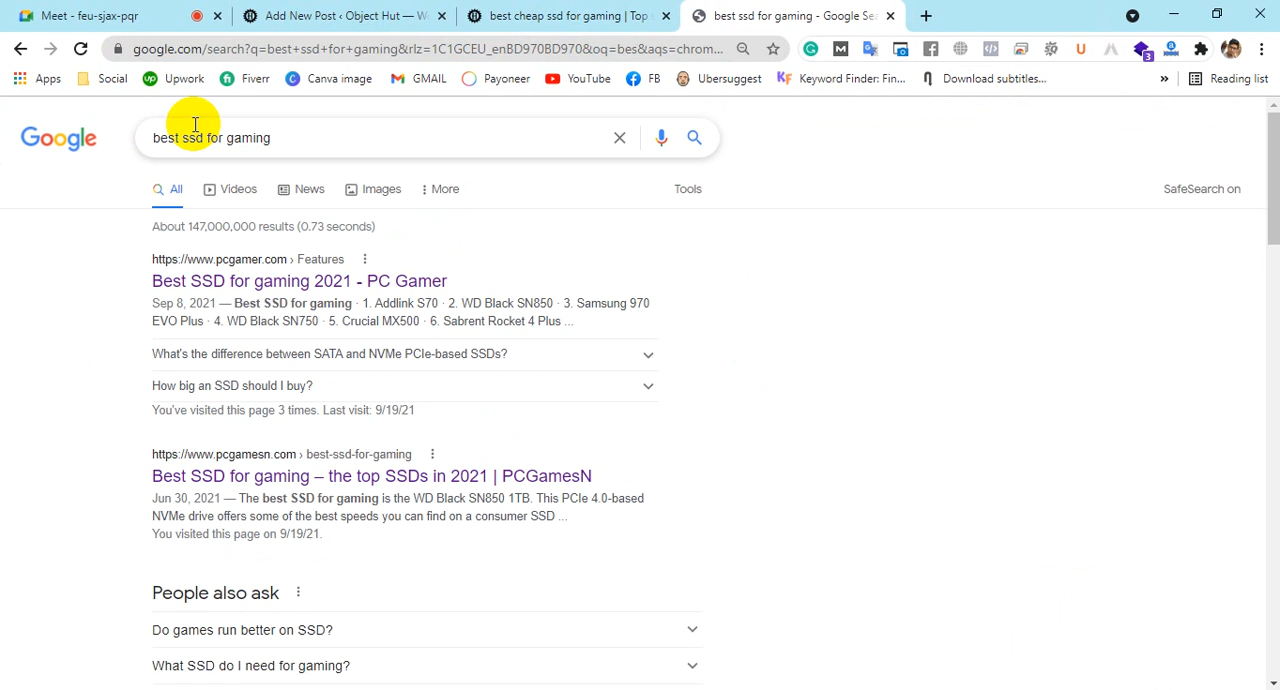 Meet - feu-sjax-pqr
Add New Post ‹ Object Hut — W
best cheap ssd for gaming | Top s
best ssd for gaming - Google Sea
google.com/search?q=best+ssd+for+gaming&rlz=1C1GCEU_enBD970BD970&oq=bes&aqs=chrom...
3
Apps
Social
Upwork
Fiverr
Canva image
GMAIL
Payoneer
YouTube
FB
Ubersuggest
Keyword Finder: Fin...
Download subtitles...
»
Reading list
Google
best ssd for gaming
All
Videos
News
Images
More
Tools
SafeSearch on
About 147,000,000 results (0.73 seconds)
https://www.pcgamer.com › Features
Best SSD for gaming 2021 - PC Gamer
Sep 8, 2021 — Best SSD for gaming · 1. Addlink S70 · 2. WD Black SN850 · 3. Samsung 970
EVO Plus · 4. WD Black SN750 · 5. Crucial MX500 · 6. Sabrent Rocket 4 Plus ...
What's the difference between SATA and NVMe PCIe-based SSDs?
How big an SSD should I buy?
You've visited this page 3 times. Last visit: 9/19/21
https://www.pcgamesn.com › best-ssd-for-gaming
Best SSD for gaming – the top SSDs in 2021 | PCGamesN
Jun 30, 2021 — The best SSD for gaming is the WD Black SN850 1TB. This PCIe 4.0-based
NVMe drive offers some of the best speeds you can find on a consumer SSD ...
You visited this page on 9/19/21.
People also ask
Do games run better on SSD?
What SSD do I need for gaming?